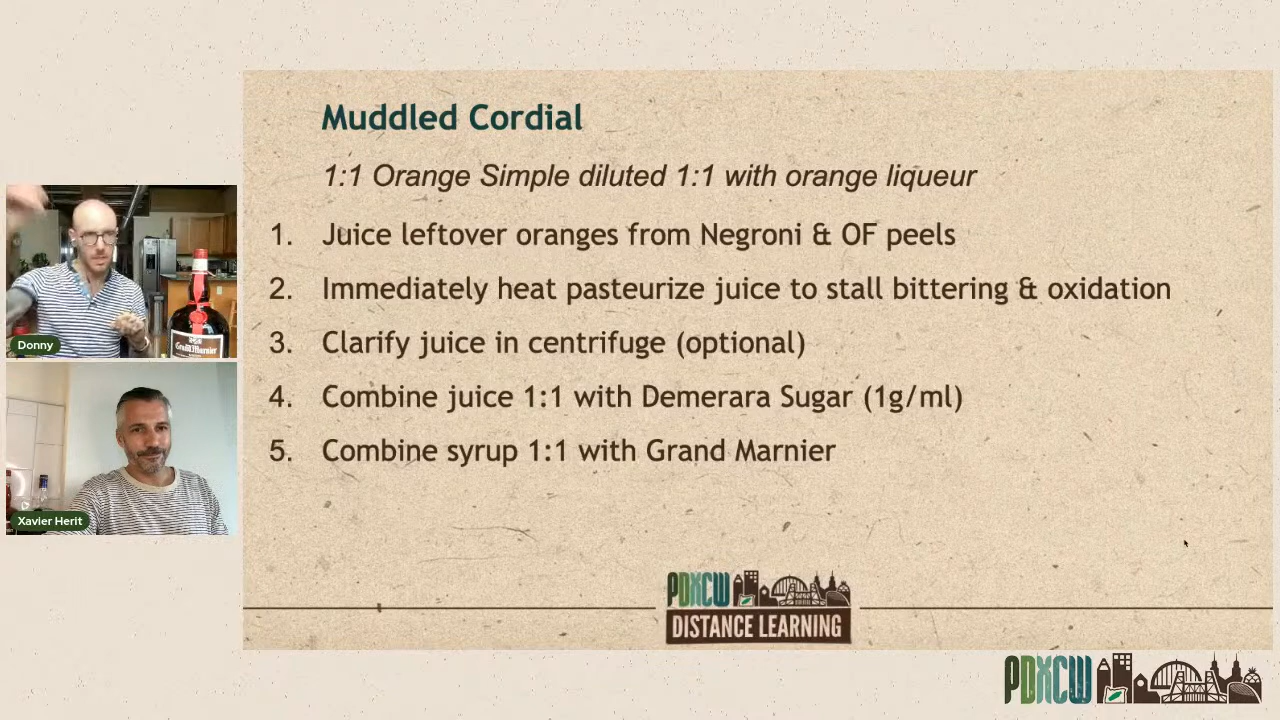 Muddled Cordial
1:1 Orange Simple diluted 1:1 with orange liqueur
1. Juice leftover oranges from Negroni & OF peels
2. Immediately heat pasteurize juice to stall bittering & oxidation
3. Clarify juice in centrifuge (optional)
4. Combine juice 1:1 with Demerara Sugar (1g/ml)
5. Combine syrup 1:1 with Grand Marnier
Donny
Grand Marnier
Xavier Herit
PDXCW
DISTANCE LEARNING
PDXCW